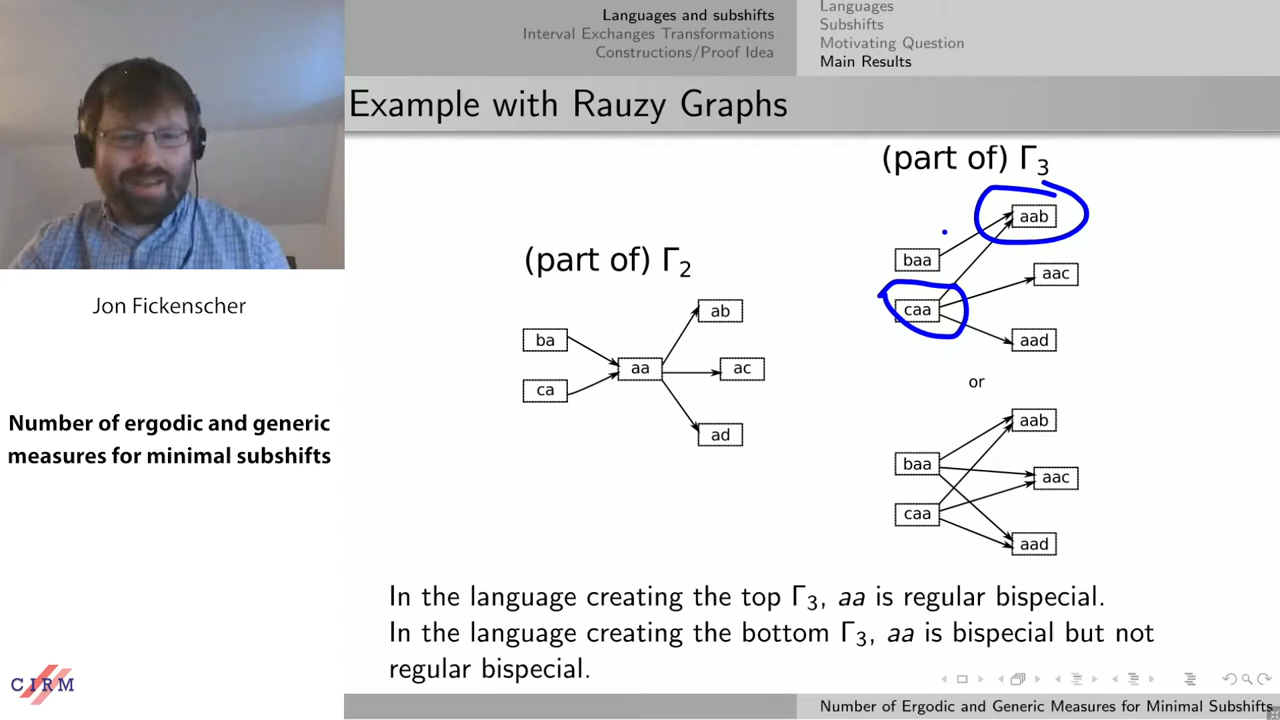 Languages and subshifts
Interval Exchanges Transformations
Constructions/Proof Idea
Languages
Subshifts
Motivating Question
Main Results
Example with Rauzy Graphs
(part of) Γ2
ba
ca
aa
ab
ac
ad
(part of) Γ3
baa
caa
aab
aac
aad
or
baa
caa
aab
aac
aad
In the language creating the top Γ3, aa is regular bispecial.
In the language creating the bottom Γ3, aa is bispecial but not
regular bispecial.
Number of Ergodic and Generic Measures for Minimal Subshifts
Jon Fickenscher
Number of ergodic and generic
measures for minimal subshifts
CIRM